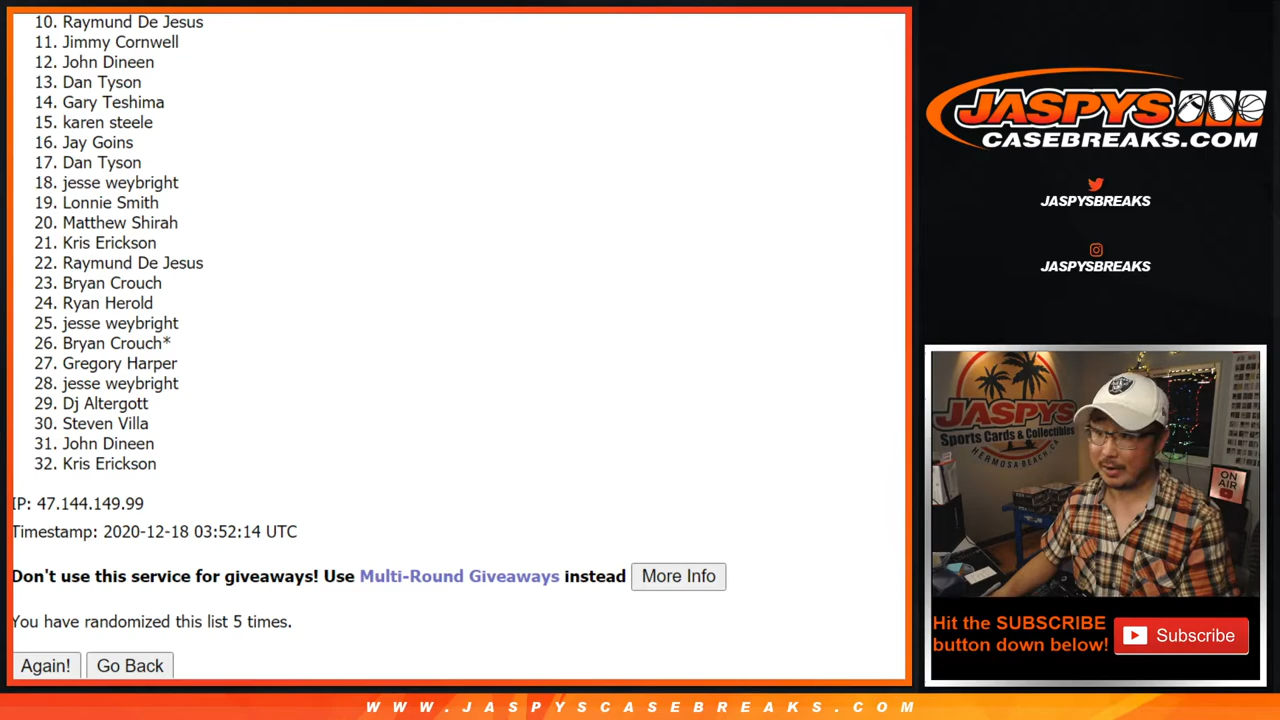 10. Raymund De Jesus
11. Jimmy Cornwell
12. John Dineen
13. Dan Tyson
14. Gary Teshima
15. karen steele
16. Jay Goins
17. Dan Tyson
18. jesse weybright
19. Lonnie Smith
20. Matthew Shirah
21. Kris Erickson
22. Raymund De Jesus
23. Bryan Crouch
24. Ryan Herold
25. jesse weybright
26. Bryan Crouch*
27. Gregory Harper
28. jesse weybright
29. Dj Altergott
30. Steven Villa
31. John Dineen
32. Kris Erickson
IP: 47.144.149.99
Timestamp: 2020-12-18 03:52:14 UTC
Don't use this service for giveaways! Use Multi-Round Giveaways instead More Info
You have randomized this list 5 times.
Again! Go Back
JASPYS
CASEBREAKS.COM
JASPYSBREAKS
JASPYSBREAKS
JASPYS
Sports Cards & Collectibles
HERMOSA BEACH, CA
ON AIR
Hit the SUBSCRIBE
button down below!
Subscribe
WWW.JASPYSCASEBREAKS.COM